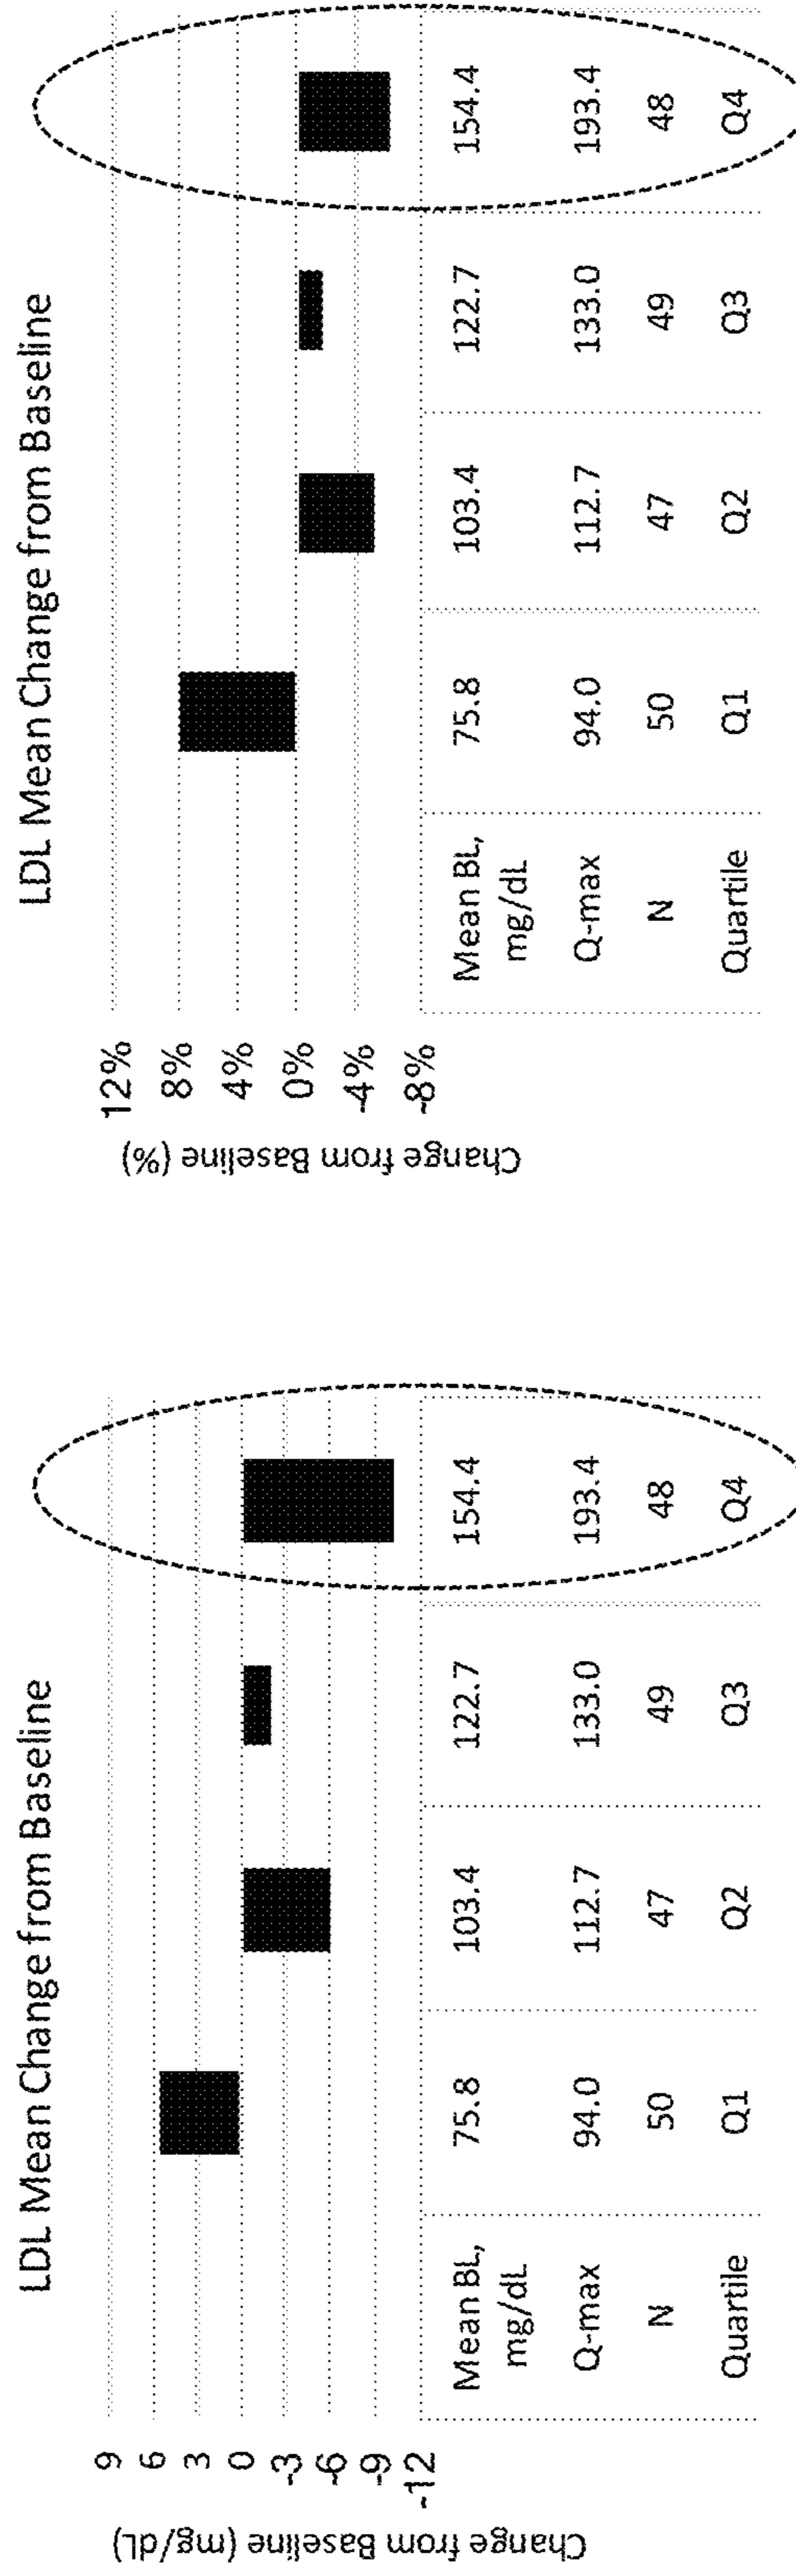 LDL Mean Change from Baseline
Change from Baseline (mg/dL)
9
6
3
0
-3
-6
-9
-12
Mean BL, 75.8 103.4 122.7 154.4
mg/dL
Q-max 94.0 112.7 133.0 193.4
N 50 47 49 48
Quartile Q1 Q2 Q3 Q4
LDL Mean Change from Baseline
Change from Baseline (%)
12%
8%
4%
0%
-4%
-8%
Mean BL, 75.8 103.4 122.7 154.4
mg/dL
Q-max 94.0 112.7 133.0 193.4
N 50 47 49 48
Quartile Q1 Q2 Q3 Q4